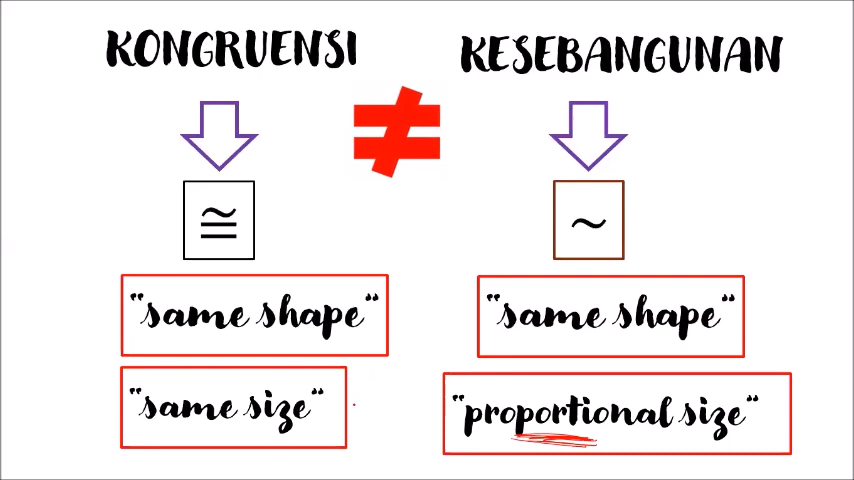 KONGRUENSI
KESEBANGUNAN
≠
≅
~
"same shape"
"same shape"
"same size"
"proportional size"